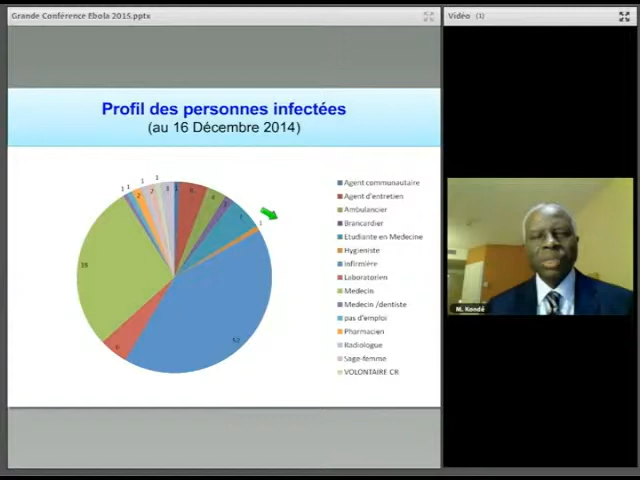 Grande Conférence Ebola 2015.pptx
Vidéo (1)
Profil des personnes infectées
(au 16 Décembre 2014)
Agent communautaire
Agent d'entretien
Ambulancier
Brancardier
Etudiante en Medecine
Hygieniste
Infirmière
Laborantien
Medecin
Medecin /dentiste
pas d'emploi
Pharmacien
Radiologue
Sage-femme
VOLONTAIRE CR
M. Kondé